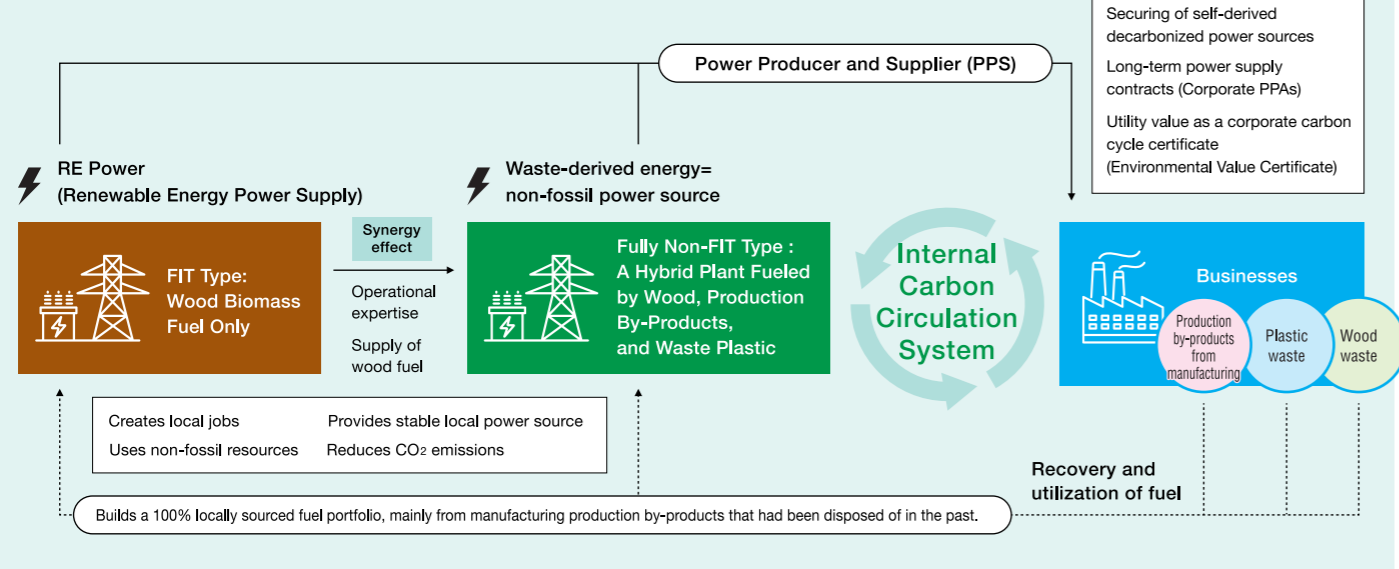 Securing of self-derived
decarbonized power sources
Long-term power supply
contracts (Corporate PPAs)
Utility value as a corporate carbon
cycle certificate
(Environmental Value Certificate)
Power Producer and Supplier (PPS)
RE Power
(Renewable Energy Power Supply)
Waste-derived energy=
non-fossil power source
FIT Type:
Wood Biomass
Fuel Only
Synergy
effect
Operational
expertise
Supply of
wood fuel
Fully Non-FIT Type :
A Hybrid Plant Fueled
by Wood, Production
By-Products,
and Waste Plastic
Internal
Carbon
Circulation
System
Businesses
Production
by-products
from
manufacturing
Plastic
waste
Wood
waste
Creates local jobs
Provides stable local power source
Uses non-fossil resources
Reduces CO2 emissions
Recovery and
utilization of fuel
Builds a 100% locally sourced fuel portfolio, mainly from manufacturing production by-products that had been disposed of in the past.